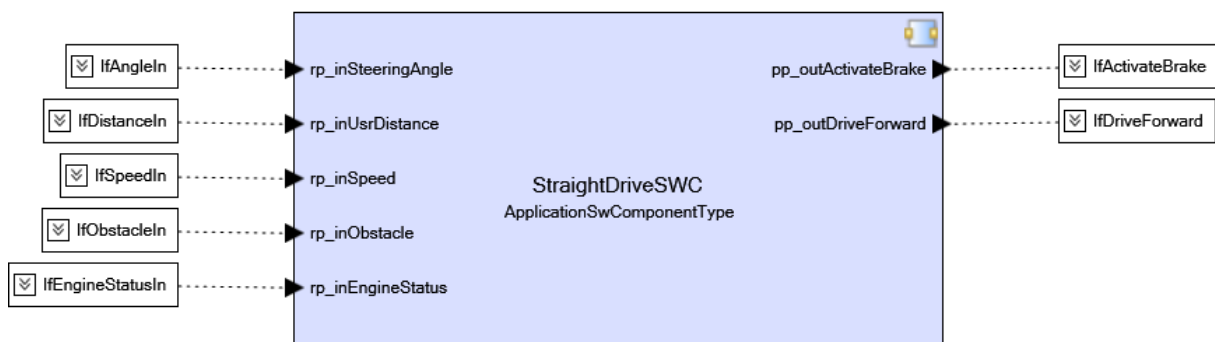 IfAngleIn
rp_inSteeringAngle
pp_outActivateBrake
IfActivateBrake
IfDistanceIn
rp_inUsrDistance
pp_outDriveForward
IfDriveForward
IfSpeedIn
rp_inSpeed
StraightDriveSWC
ApplicationSwComponentType
IfObstacleIn
rp_inObstacle
IfEngineStatusIn
rp_inEngineStatus